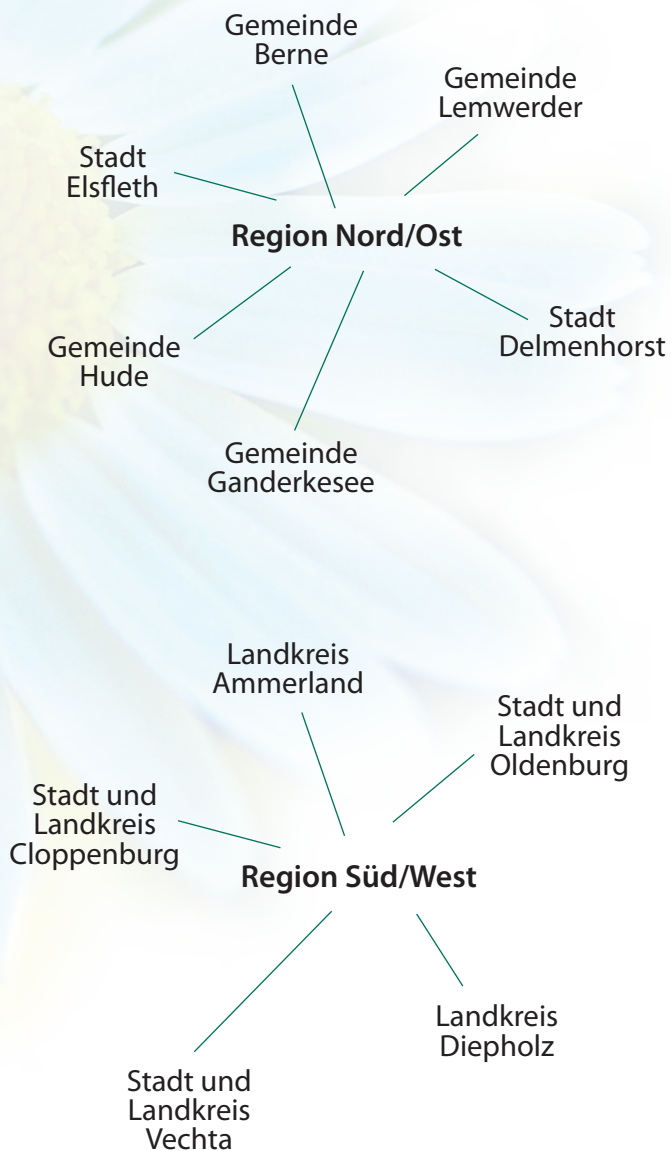 Gemeinde
Berne
Gemeinde
Lemwerder
Stadt
Elsfleth
Region Nord/Ost
Stadt
Delmenhorst
Gemeinde
Hude
Gemeinde
Ganderkesee
Landkreis
Ammerland
Stadt und
Landkreis
Oldenburg
Stadt und
Landkreis
Cloppenburg
Region Süd/West
Landkreis
Diepholz
Stadt und
Landkreis
Vechta